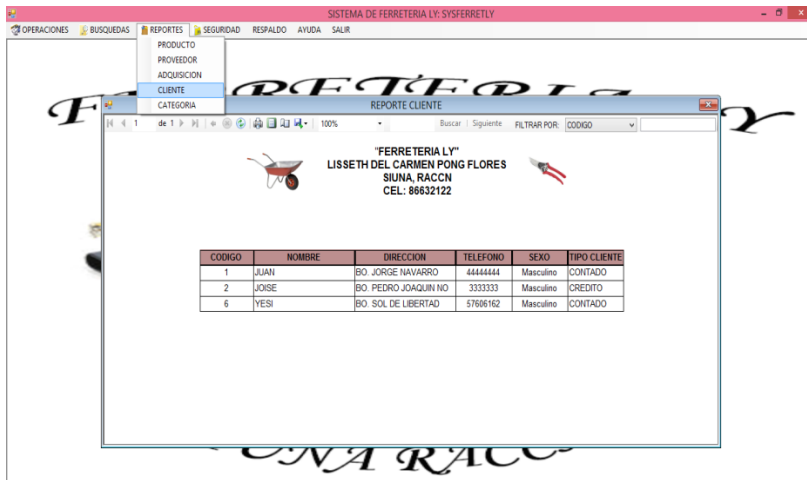 SISTEMA DE FERRETERIA LY: SYSFERRETLY
OPERACIONES BUSQUEDAS REPORTES SEGURIDAD RESPALDO AYUDA SALIR
PRODUCTO
PROVEEDOR
ADQUISICION
CLIENTE
CATEGORIA
REPORTE CLIENTE
1 de 1 100% Buscar | Siguiente FILTRAR POR: CODIGO
"FERRETERIA LY"
LISSETH DEL CARMEN PONG FLORES
SIUNA, RACCN
CEL: 86632122
CODIGO NOMBRE DIRECCION TELEFONO SEXO TIPO CLIENTE
1 JUAN BO. JORGE NAVARRO 44444444 Masculino CONTADO
2 JOISE BO. PEDRO JOAQUIN NO 3333333 Masculino CREDITO
6 YESI BO. SOL DE LIBERTAD 57606162 Masculino CONTADO